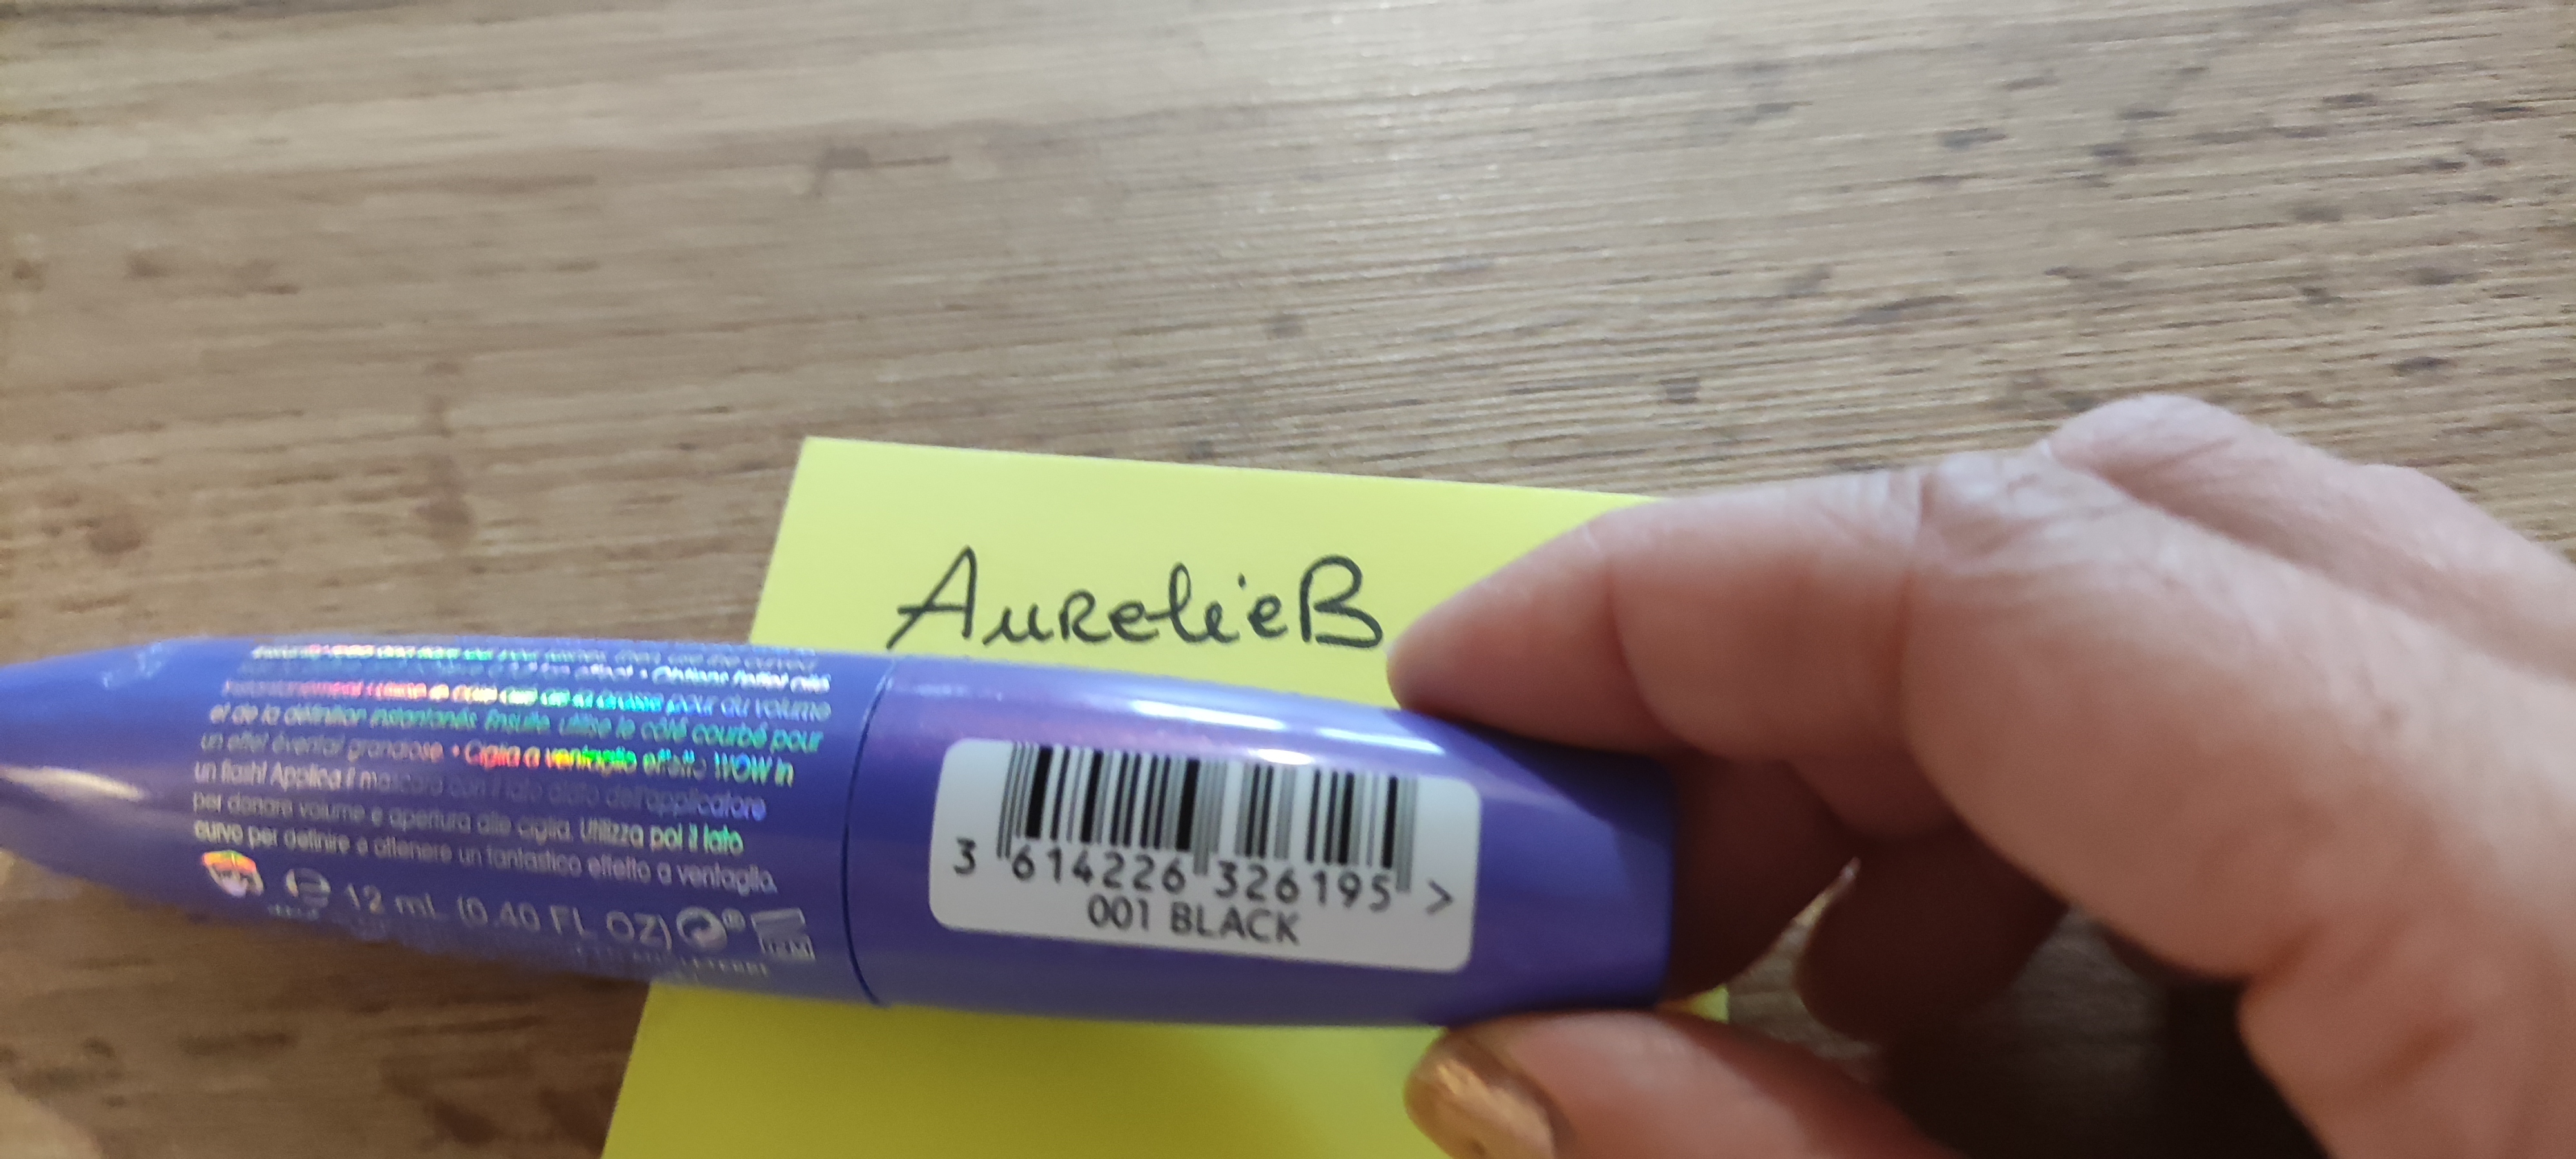 AurelieB
pour du volume
et de la définition instantanés. Ensuite, utilise le côté courbé pour
un effet éventail grandiose. • Ciglia a ventaglio effetto WOW in
un flash! Applica il mascara con il lato dell'applicatore
per donare volume e apertura alle ciglia. Utilizza poi il lato
curvo per definire e ottenere un fantastico effetto a ventaglio.
12 mL (0.40 FL OZ)
3 614226 326195 >
001 BLACK